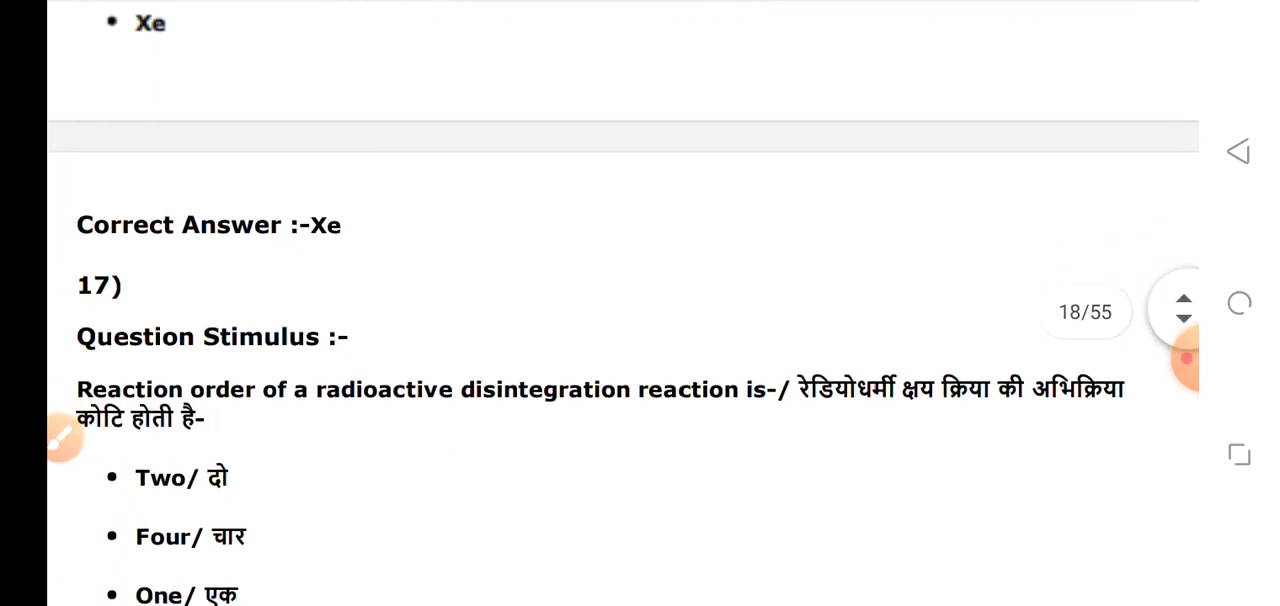 • Xe
Correct Answer :-Xe
17)
Question Stimulus :-
Reaction order of a radioactive disintegration reaction is-/ रेडियोधर्मी क्षय क्रिया की अभिक्रिया
कोटि होती है-
18/55
• Two/ दो
• Four/ चार
• One/ एक